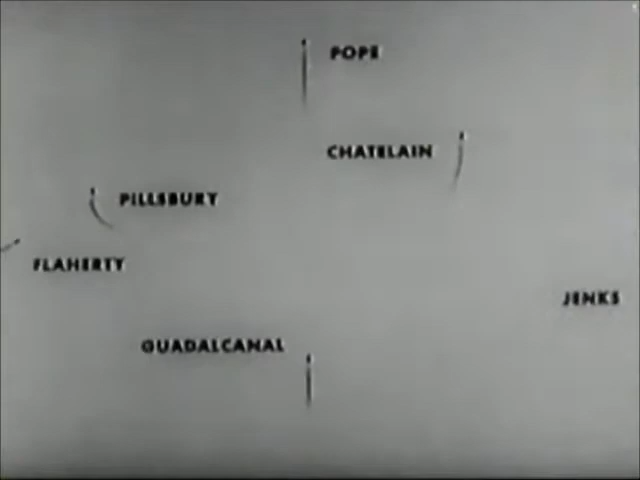 POPE
CHATELAIN
PILLSBURY
FLAHERTY
JENKS
GUADALCANAL